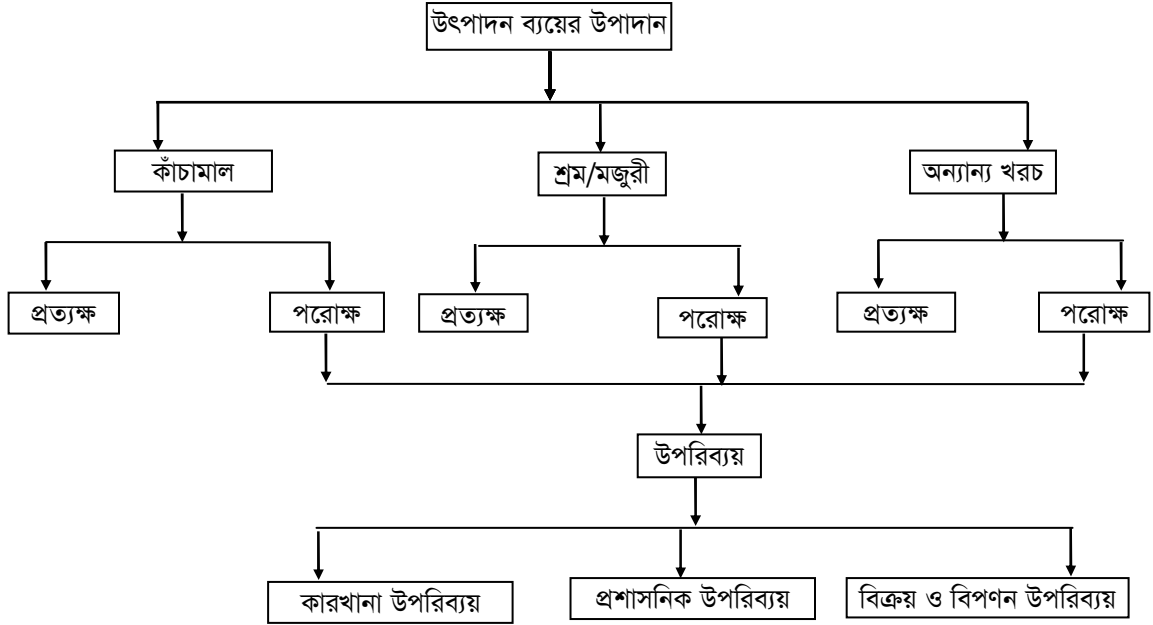 উৎপাদন ব্যয়ের উপাদান
কাঁচামাল
শ্রম/মজুরী
অন্যান্য খরচ
প্রত্যক্ষ
পরোক্ষ
প্রত্যক্ষ
পরোক্ষ
প্রত্যক্ষ
পরোক্ষ
উপরিব্যয়
কারখানা উপরিব্যয়
প্রশাসনিক উপরিব্যয়
বিক্রয় ও বিপণন উপরিব্যয়